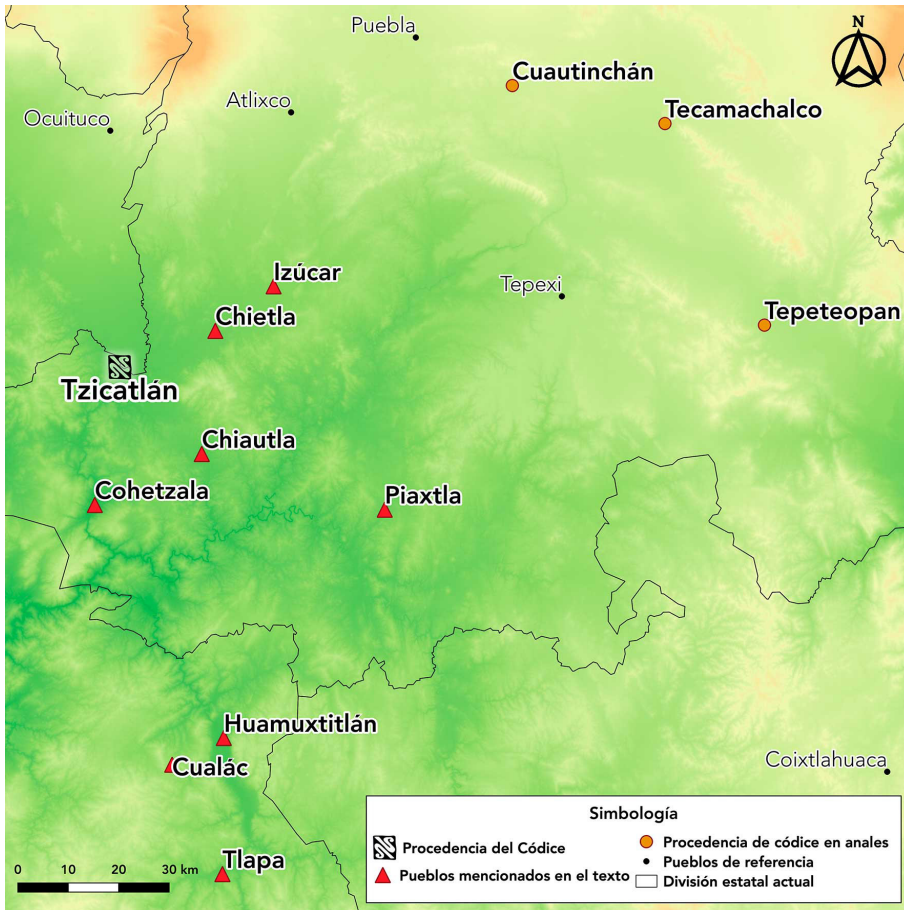 Puebla
N
Cuautinchán
Atlixco
Tecamachalco
Ocuituco
Izúcar
Tepexi
Chietla
Tepeteopan
Tzicatlán
Chiautla
Cohetzala
Piaxtla
Huamuxtitlán
Cualác
Coixtlahuaca
Tlapa
0 10 20 30 km
Simbología
Procedencia del Códice
Pueblos mencionados en el texto
Procedencia de códice en anales
Pueblos de referencia
División estatal actual